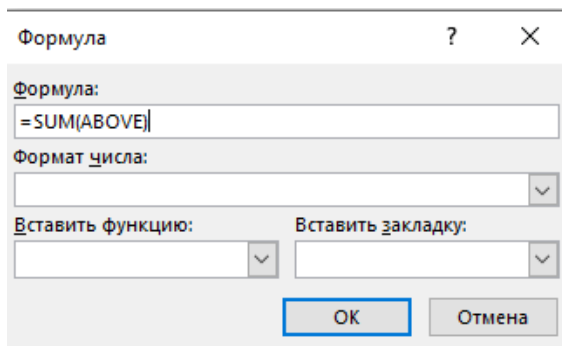 Формула ?
Формула:
=SUM(ABOVE)
Формат числа:
Вставить функцию: Вставить закладку:
ОК Отмена